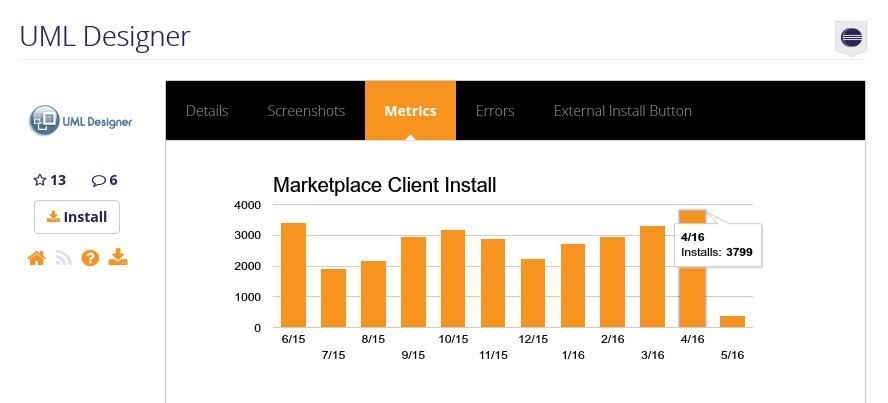 UML Designer
UML Designer
13 6
Install
Details Screenshots Metrics Errors External Install Button
Marketplace Client Install
4000
3000
2000
1000
0
4/16
Installs: 3799
6/15 8/15 10/15 12/15 2/16 4/16
7/15 9/15 11/15 1/16 3/16 5/16